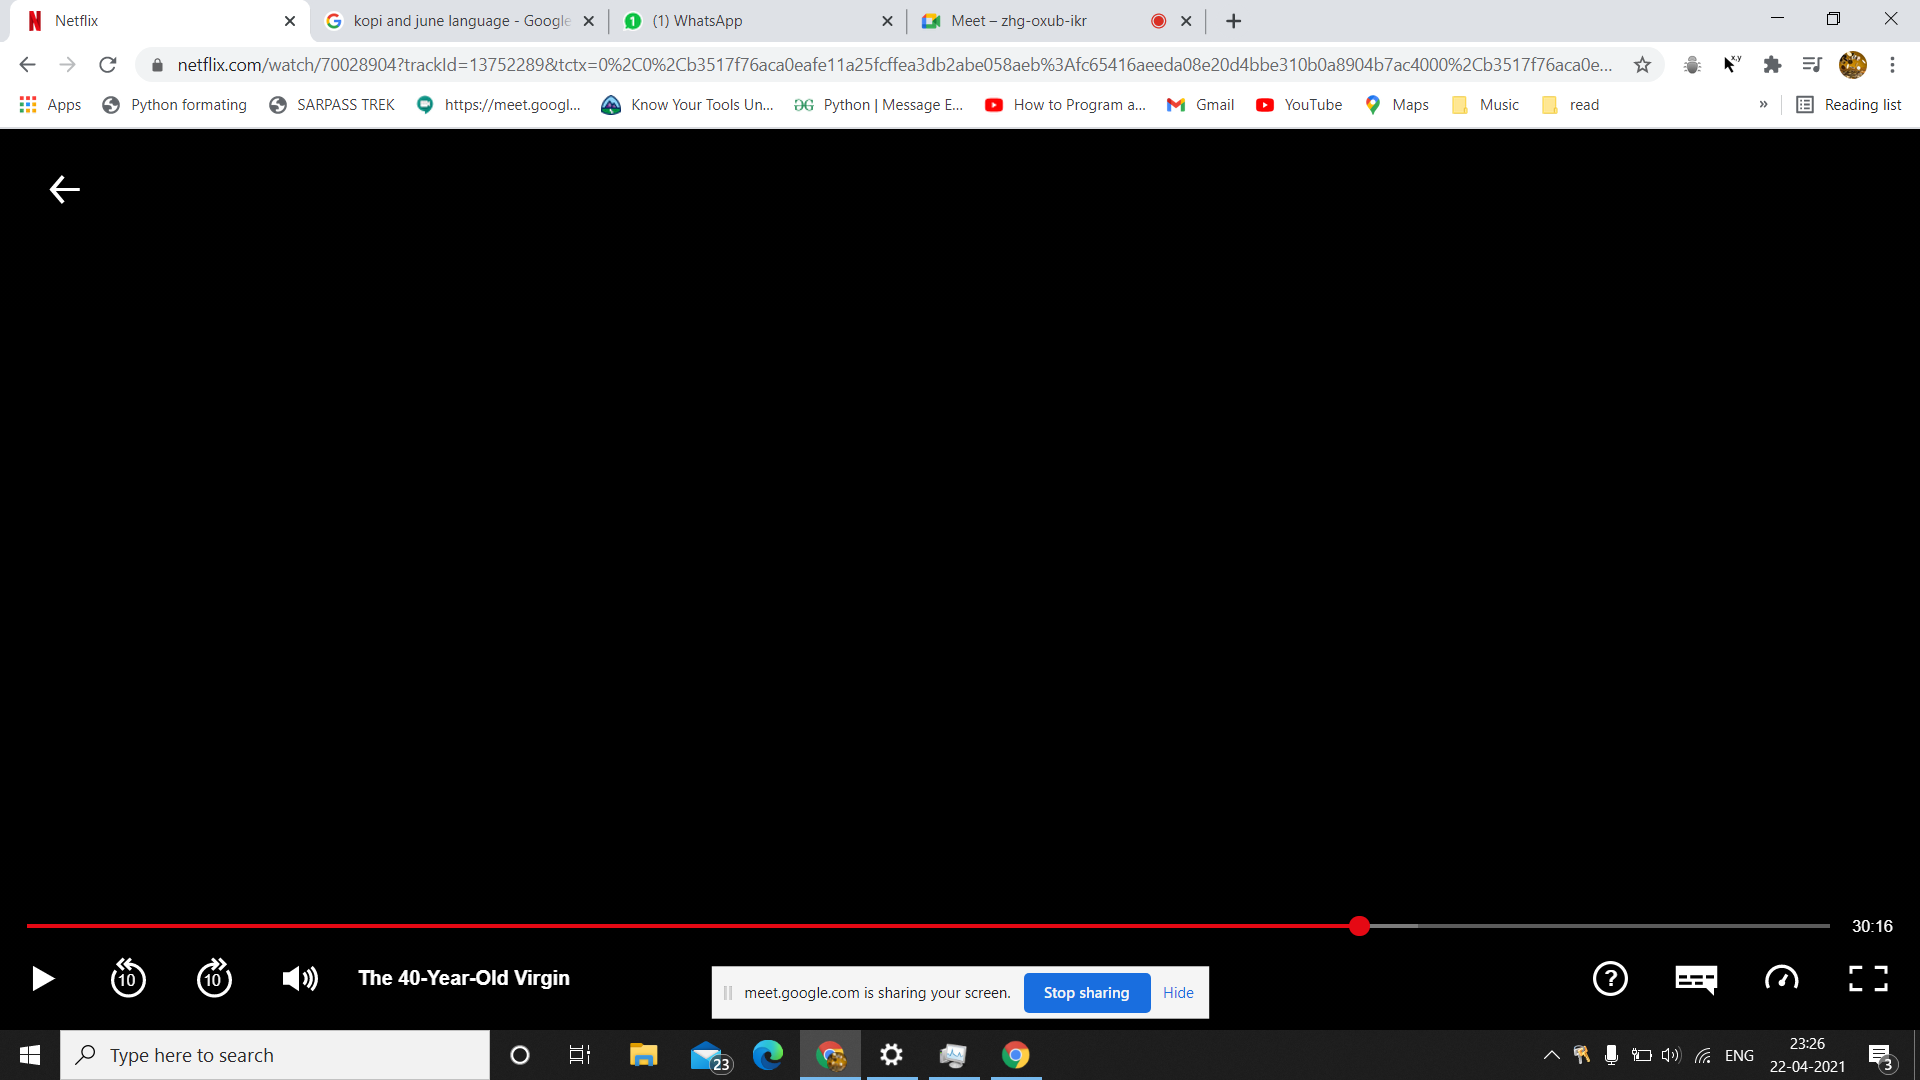 Netflix
kopi and june language - Google
(1) WhatsApp
Meet – zhg-oxub-ikr
netflix.com/watch/70028904?trackId=13752289&tctx=0%2C0%2Cb3517f76aca0eafe11a25fcffea3db2abe058aeb%3Afc65416aeeda08e20d4bbe310b0a8904b7ac4000%2Cb3517f76aca0e...
Apps
Python formating
SARPASS TREK
https://meet.googl...
Know Your Tools Un...
Python | Message E...
How to Program a...
Gmail
YouTube
Maps
Music
read
»
Reading list
30:16
10
10
The 40-Year-Old Virgin
meet.google.com is sharing your screen.
Stop sharing
Hide
?
Type here to search
23
ENG
23:26
22-04-2021
3